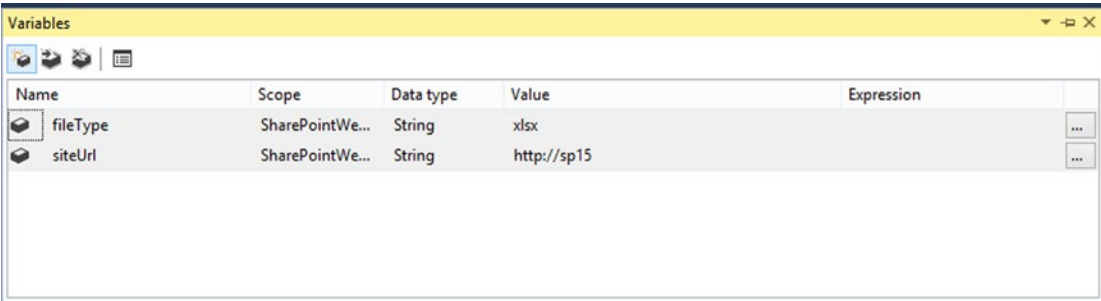 Variables
Name Scope Data type Value Expression
fileType SharePointWe... String xlsx ...
siteUrl SharePointWe... String http://sp15 ...